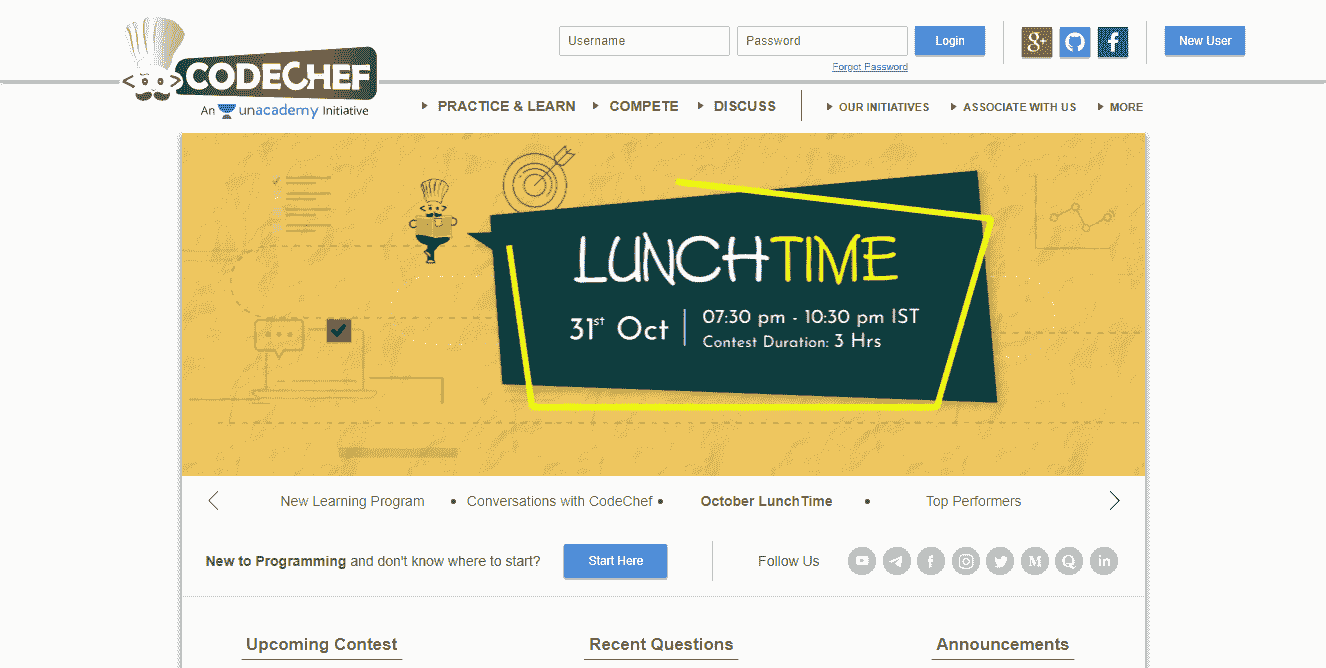 Username
Password
Login
g+
f
New User
Forgot Password
CODECHEF
An unacademy Initiative
PRACTICE & LEARN
COMPETE
DISCUSS
OUR INITIATIVES
ASSOCIATE WITH US
MORE
LUNCHTIME
31st Oct
07:30 pm - 10:30 pm IST
Contest Duration: 3 Hrs
New Learning Program
Conversations with CodeChef
October LunchTime
Top Performers
New to Programming and don't know where to start?
Start Here
Follow Us
f
M
Q
in
Upcoming Contest
Recent Questions
Announcements